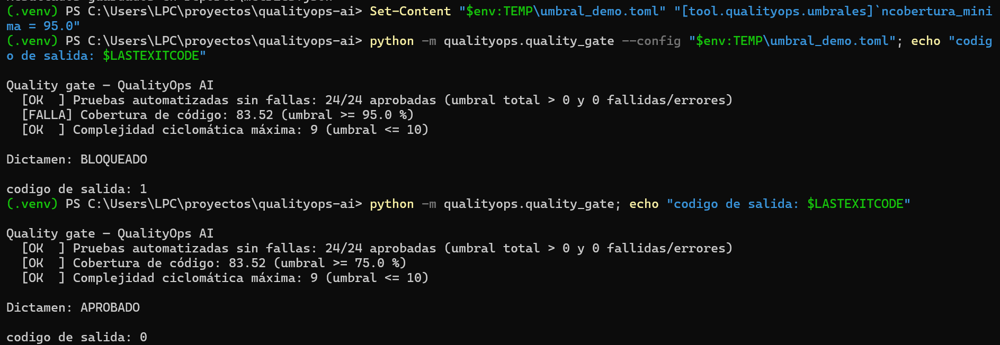 (.venv) PS C:\Users\LPC\proyectos\qualityops-ai> Set-Content "$env:TEMP\umbral_demo.toml" "[tool.qualityops.umbrales]`ncobertura_mini
ma = 95.0"
(.venv) PS C:\Users\LPC\proyectos\qualityops-ai> python -m qualityops.quality_gate --config "$env:TEMP\umbral_demo.toml"; echo "codig
o de salida: $LASTEXITCODE"
Quality gate — QualityOps AI
[OK  ] Pruebas automatizadas sin fallas: 24/24 aprobadas (umbral total > 0 y 0 fallidas/errores)
[FALLA] Cobertura de código: 83.52 (umbral >= 95.0 %)
[OK  ] Complejidad ciclomática máxima: 9 (umbral <= 10)
Dictamen: BLOQUEADO
codigo de salida: 1
(.venv) PS C:\Users\LPC\proyectos\qualityops-ai> python -m qualityops.quality_gate; echo "codigo de salida: $LASTEXITCODE"
Quality gate — QualityOps AI
[OK  ] Pruebas automatizadas sin fallas: 24/24 aprobadas (umbral total > 0 y 0 fallidas/errores)
[OK  ] Cobertura de código: 83.52 (umbral >= 75.0 %)
[OK  ] Complejidad ciclomática máxima: 9 (umbral <= 10)
Dictamen: APROBADO
codigo de salida: 0